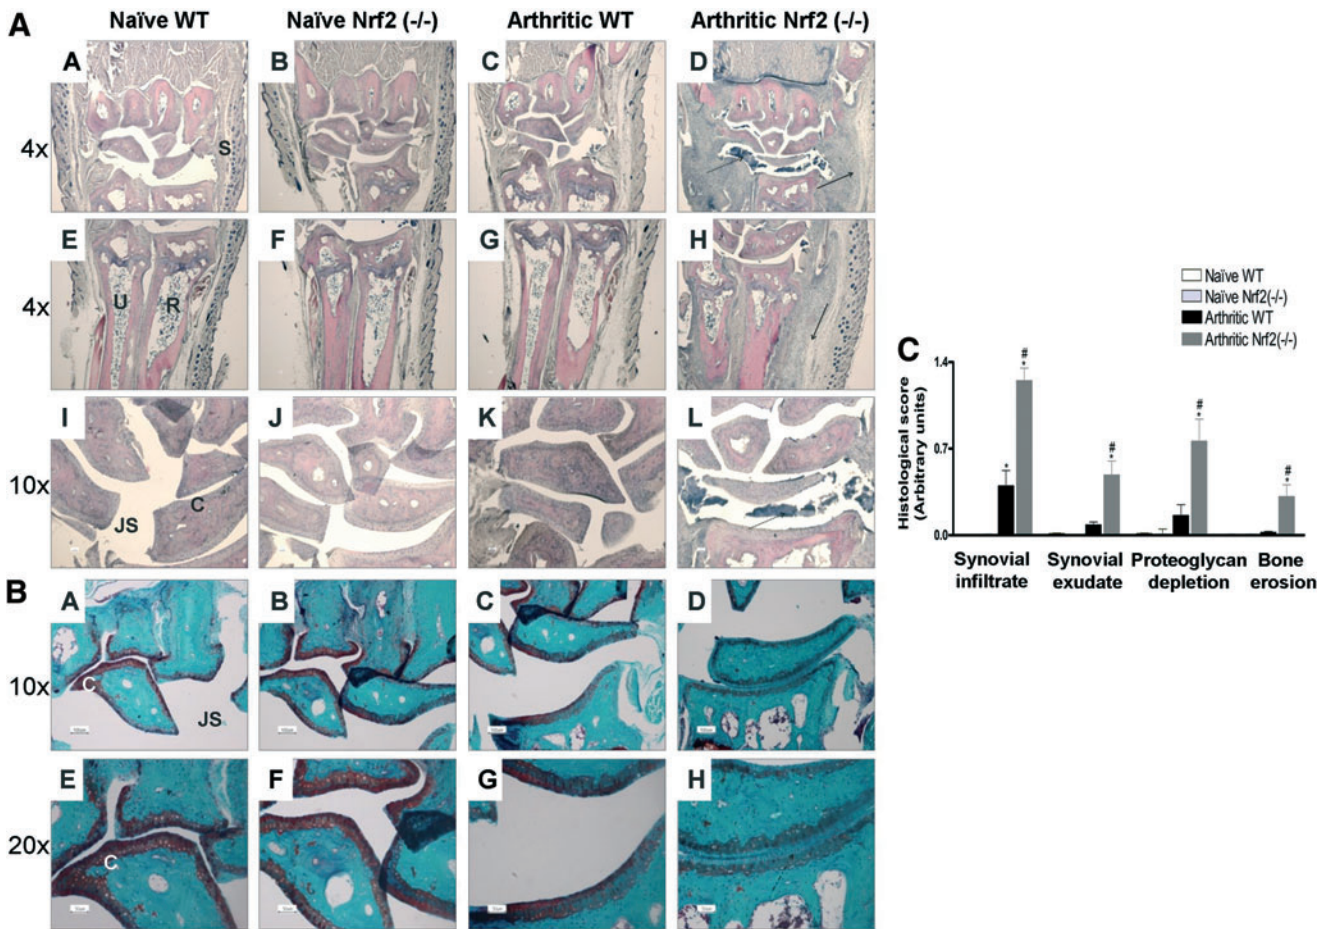 A
Naïve WT Naïve Nrf2 (-/-) Arthritic WT Arthritic Nrf2 (-/-)
A B C D
4x
S
E F G H
4x
U R
I J K L
10x
C
JS
B
A B C D
10x
C
JS
E F G H
20x
C
C
Naïve WT
Naïve Nrf2(-/-)
Arthritic WT
Arthritic Nrf2(-/-)
Histological score
(Arbitrary units)
1.4
0.7
0.0
*
#
*
#
*
#
*
#
*
Synovial infiltrate
Synovial exudate
Proteoglycan depletion
Bone erosion